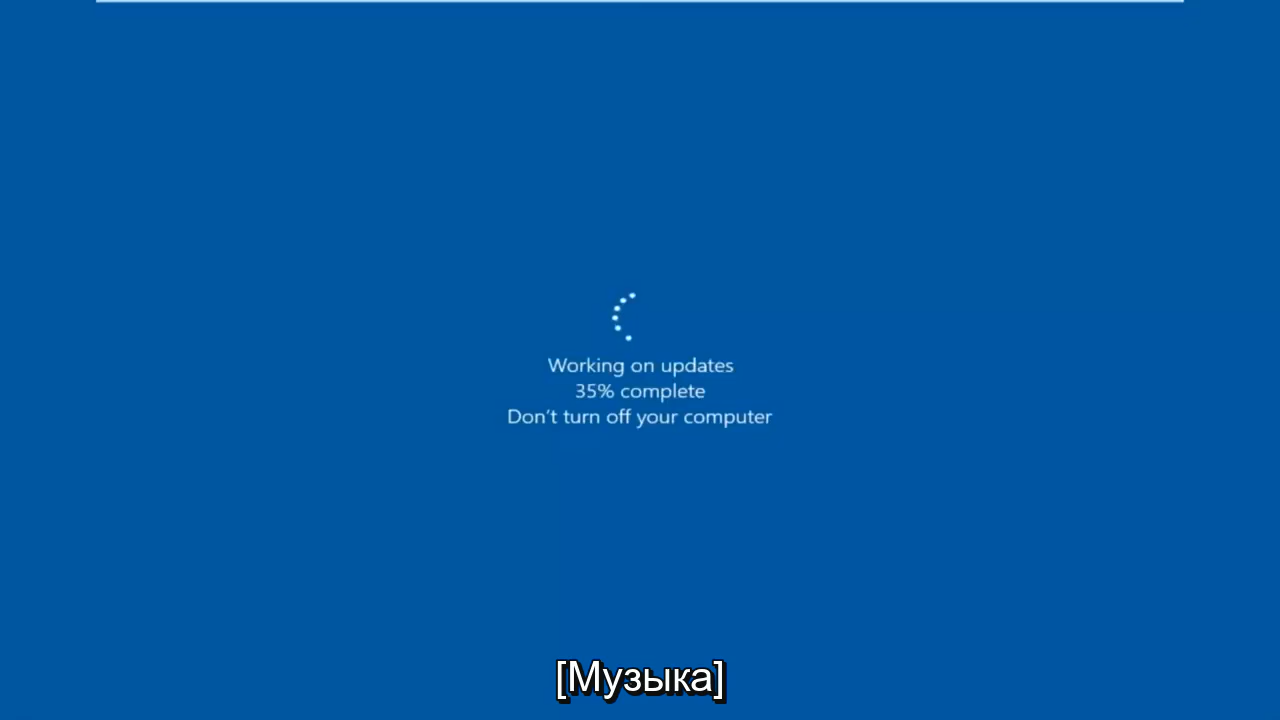 Working on updates
35% complete
Don't turn off your computer
[Музыка]